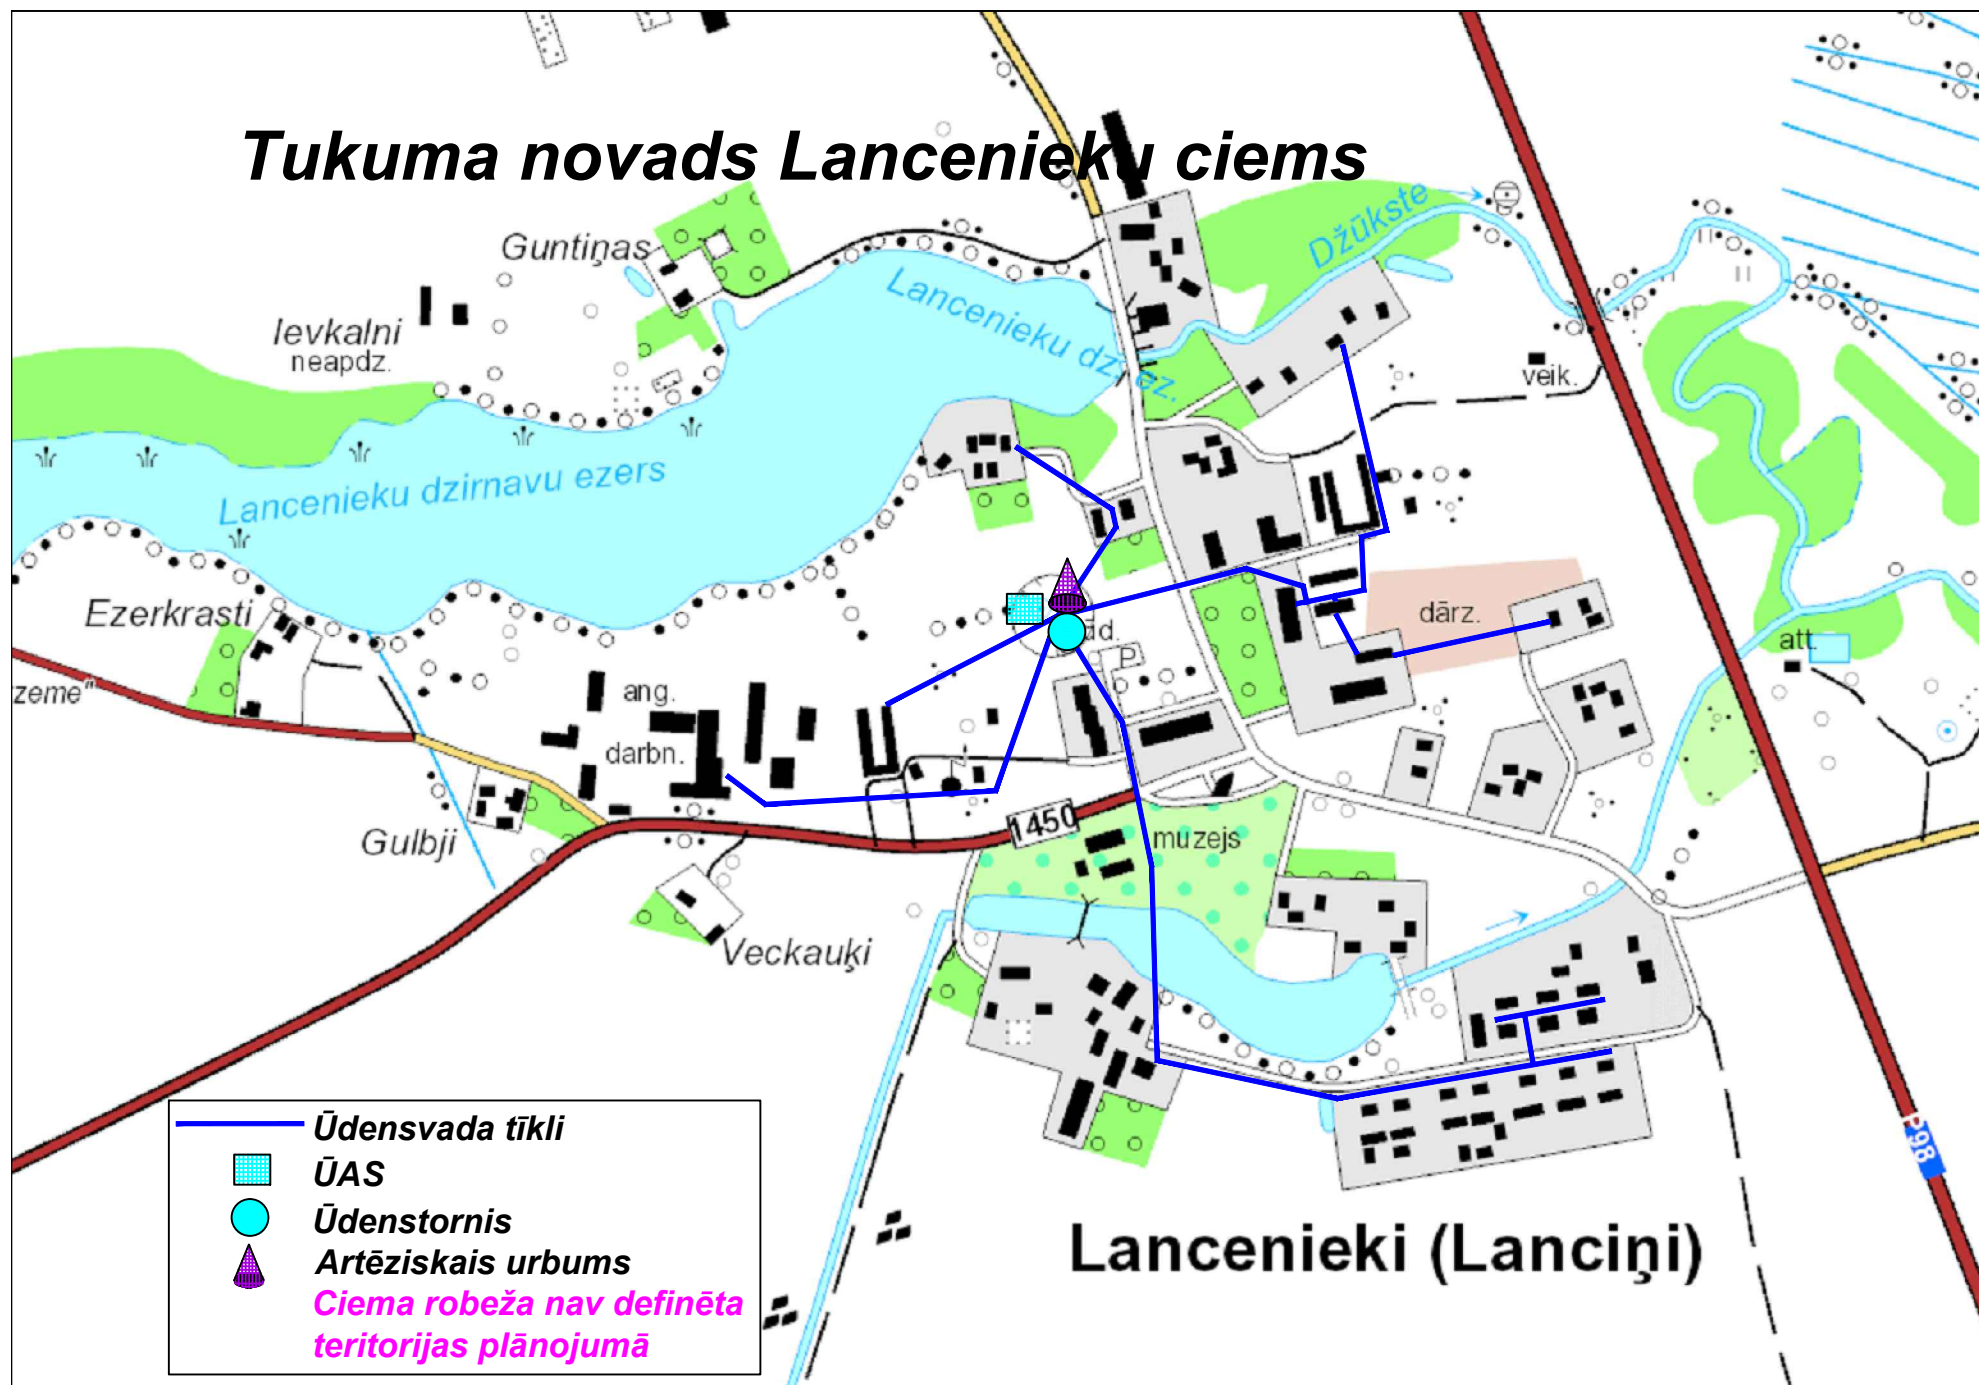 Tukuma novads Lancenieku ciems
Guntiņas
Džūkste
Lancenieku dz. ez.
Ievkalni
neapdz.
veik.
Lancenieku dzirnavu ezers
Ezerkrasti
dārz.
att.
zeme"
ang.
P
darbn.
1450
muzejs
Gulbji
Veckauķi
P98
Ūdensvada tīkli
ŪAS
Ūdenstornis
Artēziskais urbums
Ciema robeža nav definēta
teritorijas plānojumā
Lancenieki (Lanciņi)